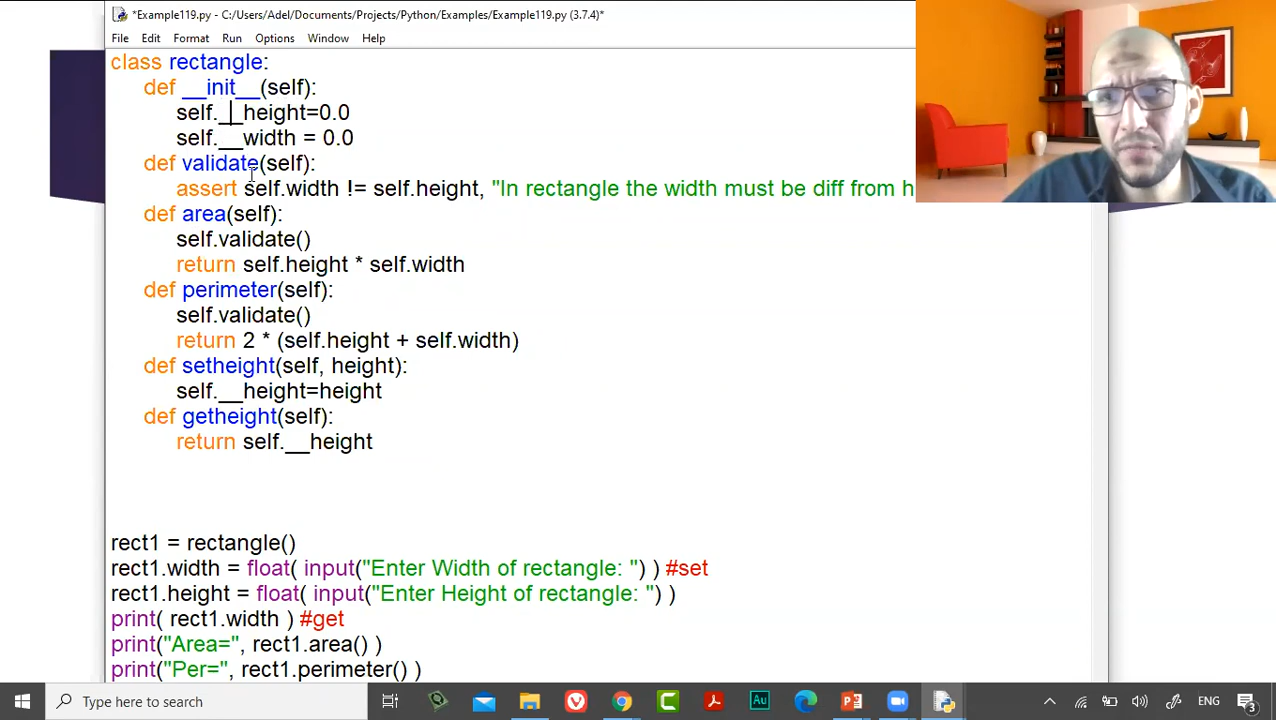 *Example119.py - C:/Users/Adel/Documents/Projects/Python/Examples/Example119.py (3.7.4)*
File Edit Format Run Options Window Help
class rectangle:
def __init__(self):
self.__height=0.0
self.__width = 0.0
def validate(self):
assert self.width != self.height, "In rectangle the width must be diff from h
def area(self):
self.validate()
return self.height * self.width
def perimeter(self):
self.validate()
return 2 * (self.height + self.width)
def setheight(self, height):
self.__height=height
def getheight(self):
return self.__height
rect1 = rectangle()
rect1.width = float( input("Enter Width of rectangle: ") ) #set
rect1.height = float( input("Enter Height of rectangle: ") )
print( rect1.width ) #get
print("Area=", rect1.area() )
print("Per=", rect1.perimeter() )
Type here to search
Au
ENG
3